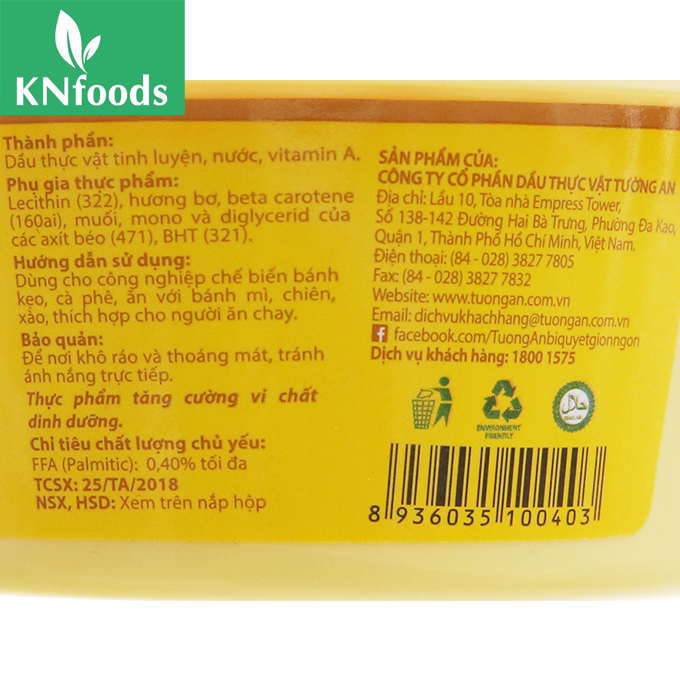 KNfoods
Thành phần:
Dầu thực vật tinh luyện, nước, vitamin A.
Phụ gia thực phẩm:
Lecithin (322), hương bơ, beta carotene
(160ai), muối, mono và diglycerid của
các axít béo (471), BHT (321).
Hướng dẫn sử dụng:
Dùng cho công nghiệp chế biến bánh
kẹo, cà phê, ăn với bánh mì, chiên,
xào, thích hợp cho người ăn chay.
Bảo quản:
Để nơi khô ráo và thoáng mát, tránh
ánh nắng trực tiếp.
Thực phẩm tăng cường vi chất
dinh dưỡng.
Chỉ tiêu chất lượng chủ yếu:
FFA (Palmitic): 0,40% tối đa
TCSX: 25/TA/2018
NSX, HSD: Xem trên nắp hộp
SẢN PHẨM CỦA:
CÔNG TY CỔ PHẦN DẦU THỰC VẬT TƯỜNG AN
Địa chỉ: Lầu 10, Tòa nhà Empress Tower,
Số 138-142 Đường Hai Bà Trưng, Phường Đa Kao,
Quận 1, Thành Phố Hồ Chí Minh, Việt Nam.
Điện thoại: (84 - 028) 3827 7805
Fax: (84 - 028) 3827 7832
Website: www.tuongan.com.vn
Email: dichvukhachhang@tuongan.com.vn
facebook.com/TuongAnbiquyetgionngon
Dịch vụ khách hàng: 1800 1575
ENVIRONMENT
FRIENDLY
حلال
8 936035 100403